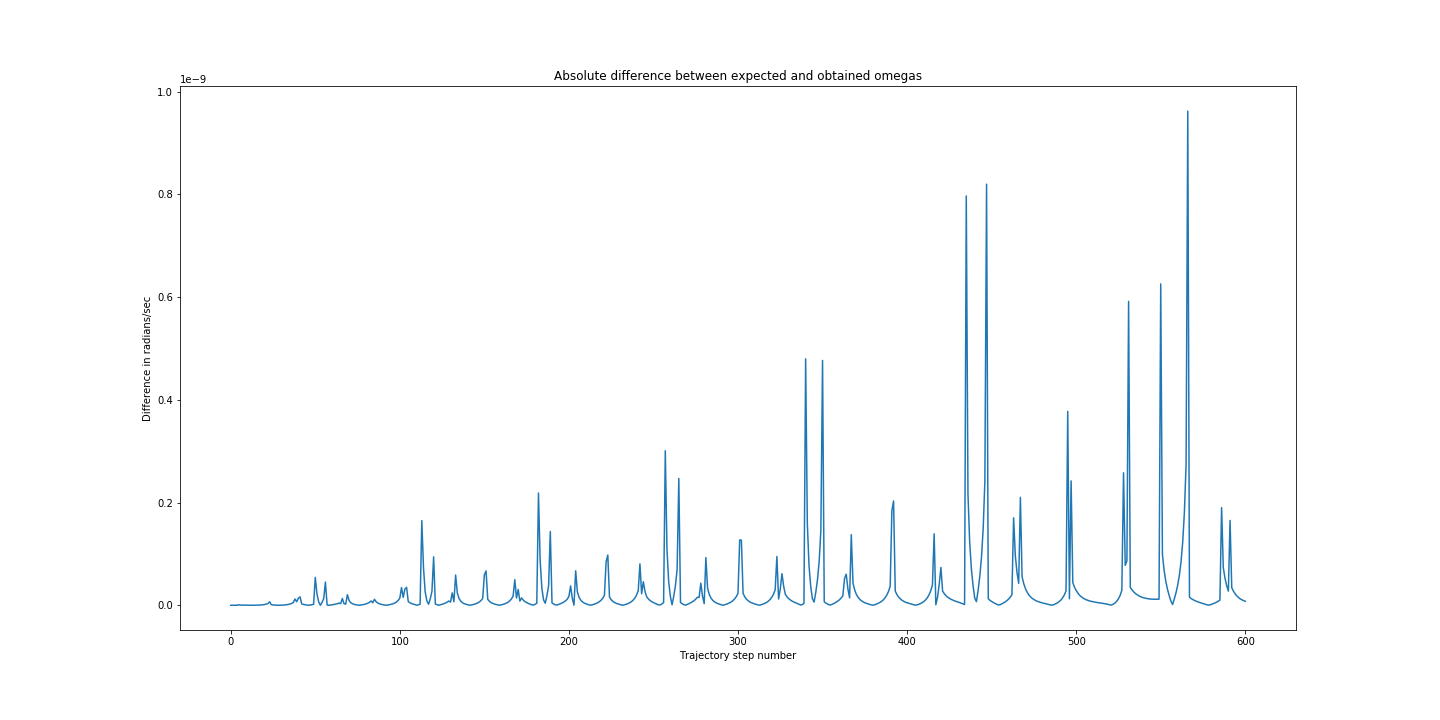 Absolute difference between expected and obtained omegas
1e−9
1.0
0.8
0.6
0.4
0.2
0.0
Difference in radians/sec
0 100 200 300 400 500 600
Trajectory step number